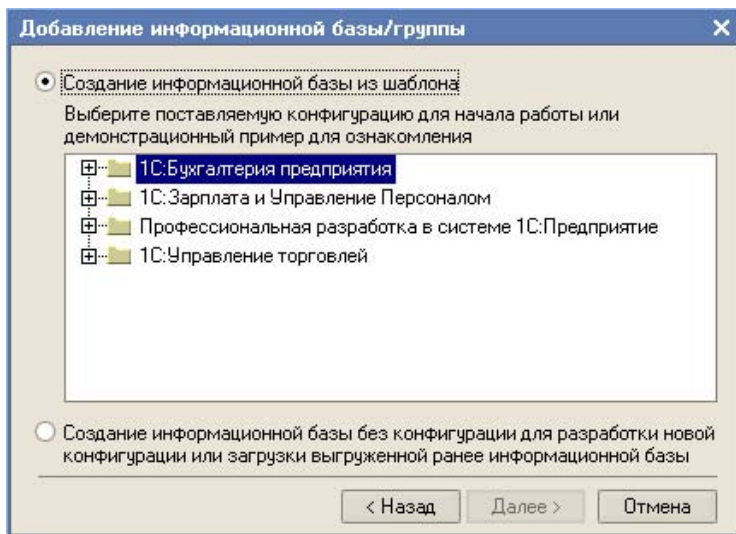 Добавление информационной базы/группы
Создание информационной базы из шаблона
Выберите поставляемую конфигурацию для начала работы или
демонстрационный пример для ознакомления
1С:Бухгалтерия предприятия
1С:Зарплата и Управление Персоналом
Профессиональная разработка в системе 1С:Предприятие
1С:Управление торговлей
Создание информационной базы без конфигурации для разработки новой
конфигурации или загрузки выгруженной ранее информационной базы
< Назад Далее > Отмена